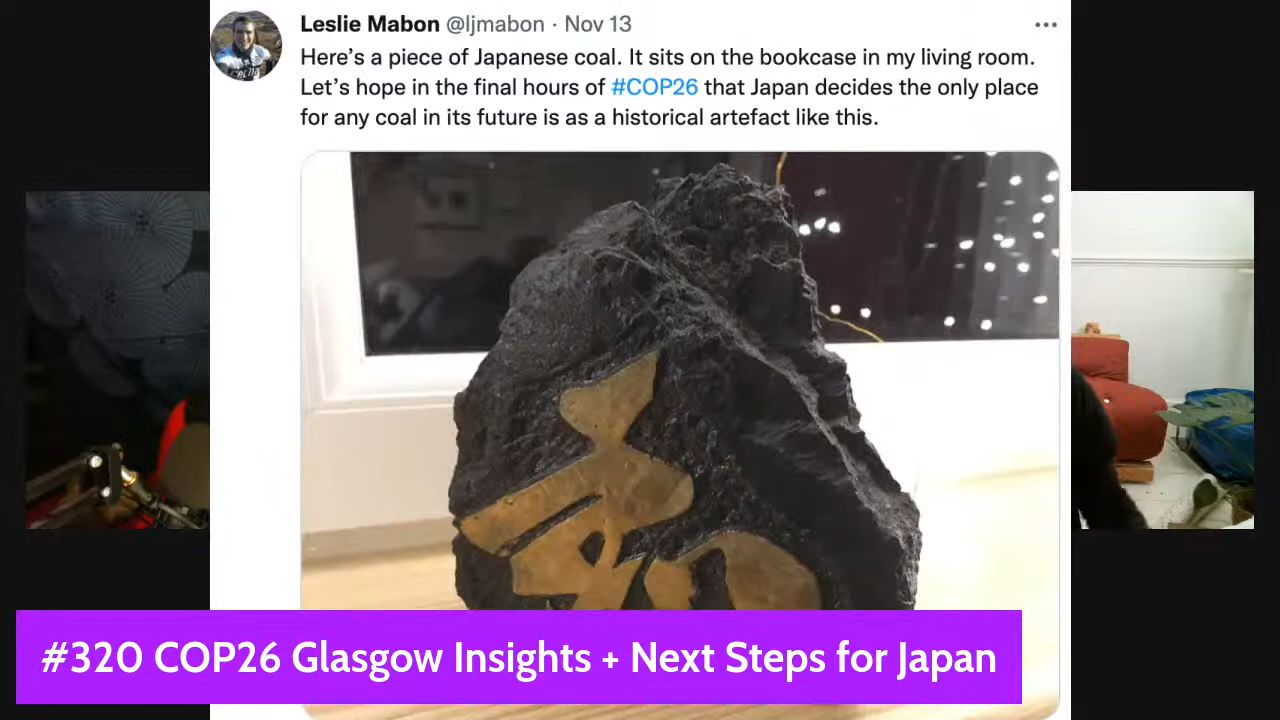 Leslie Mabon @ljmabon · Nov 13
Here’s a piece of Japanese coal. It sits on the bookcase in my living room.
Let’s hope in the final hours of #COP26 that Japan decides the only place
for any coal in its future is as a historical artefact like this.
#320 COP26 Glasgow Insights + Next Steps for Japan